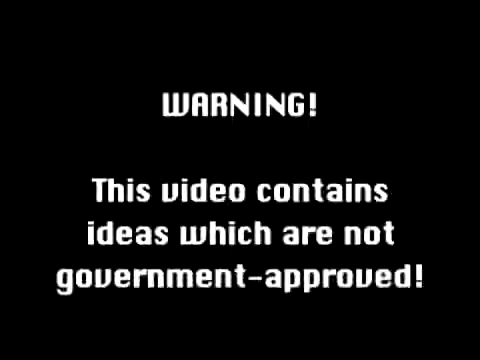 WARNING!
This video contains
ideas which are not
government-approved!